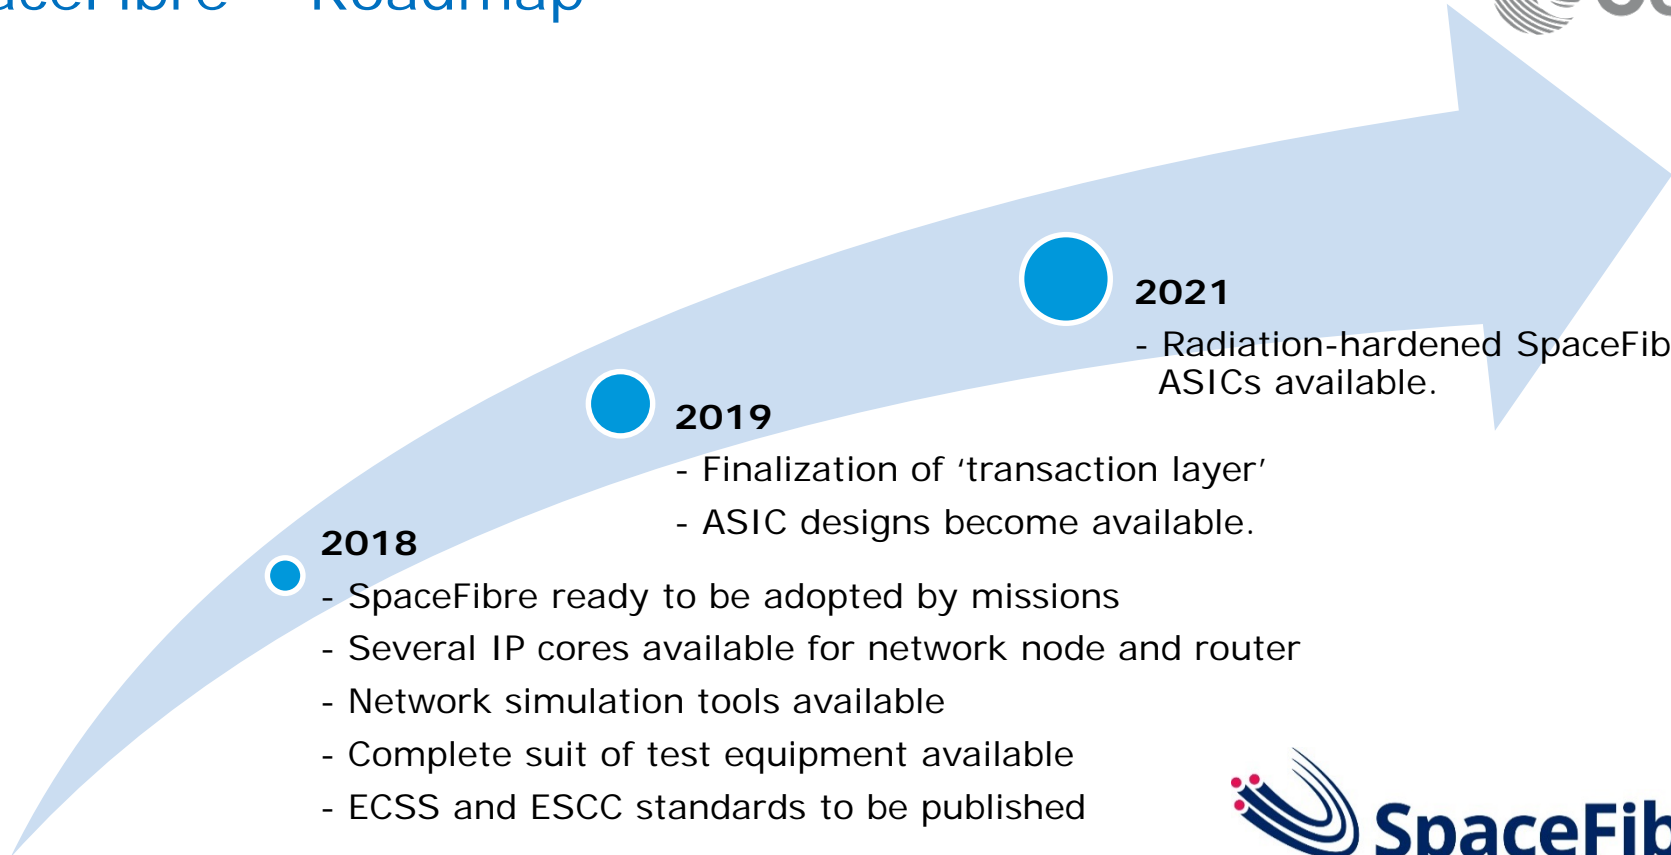 aceFibre – Roadmap
2021
- Radiation-hardened SpaceFib
ASICs available.
2019
- Finalization of ‘transaction layer’
- ASIC designs become available.
2018
- SpaceFibre ready to be adopted by missions
- Several IP cores available for network node and router
- Network simulation tools available
- Complete suit of test equipment available
- ECSS and ESCC standards to be published
SpaceFib